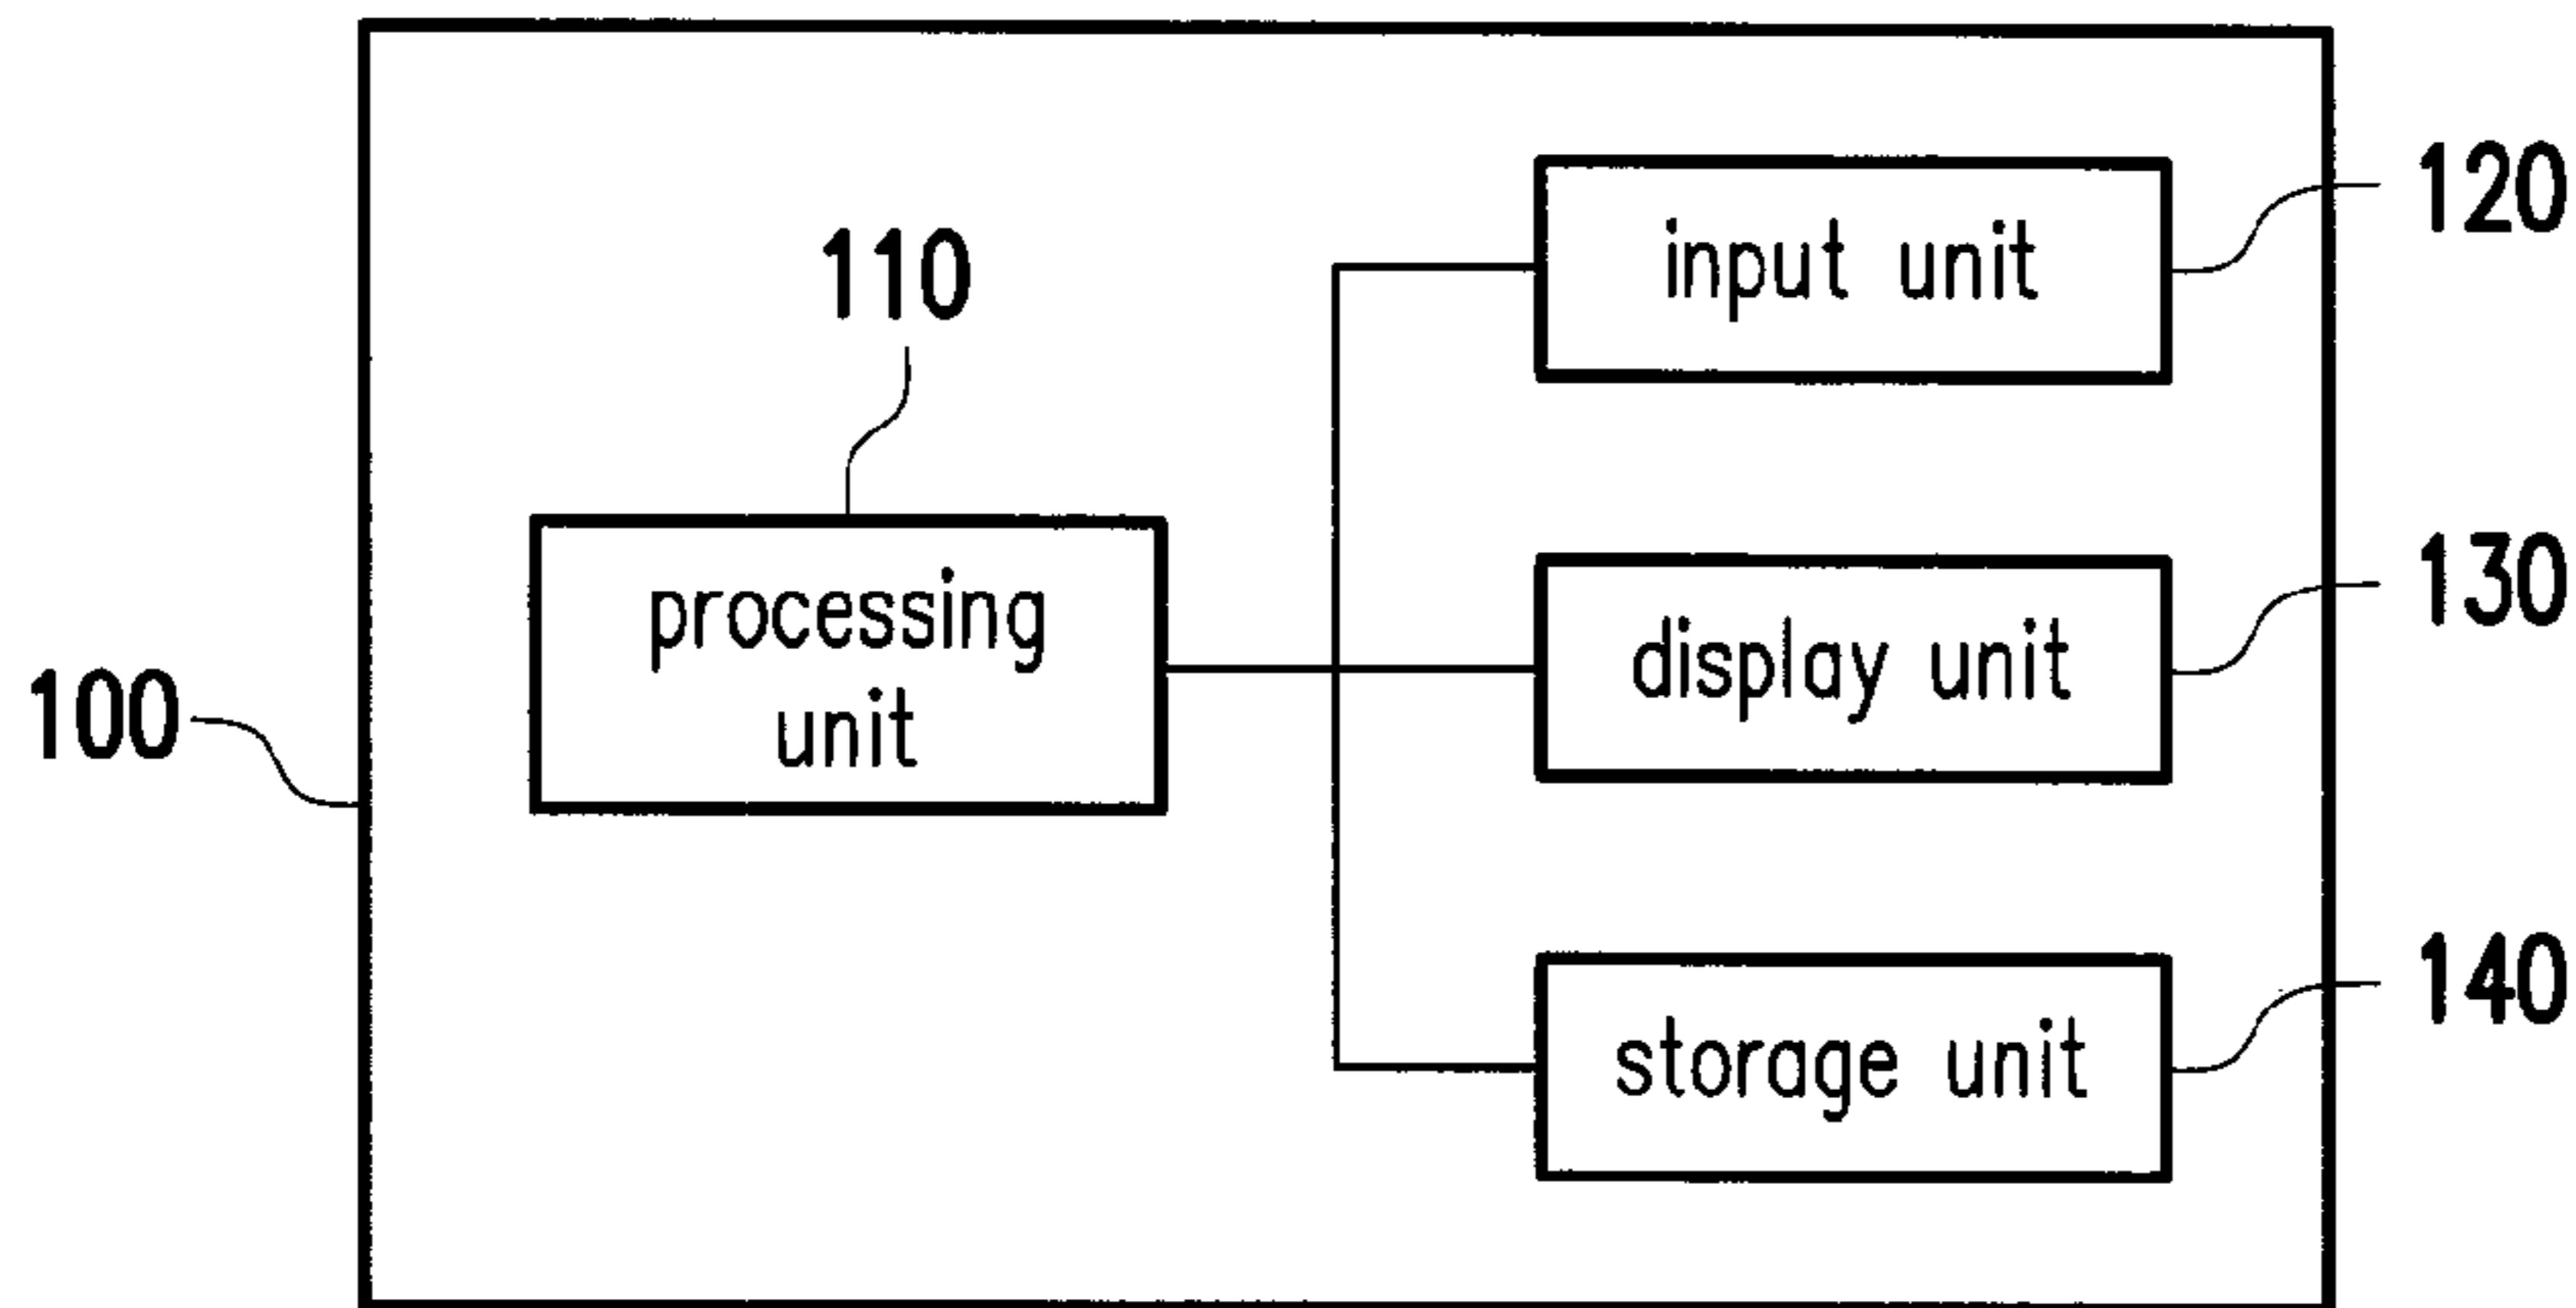 120
input unit
110
130
processing
unit
display unit
100
140
storage unit